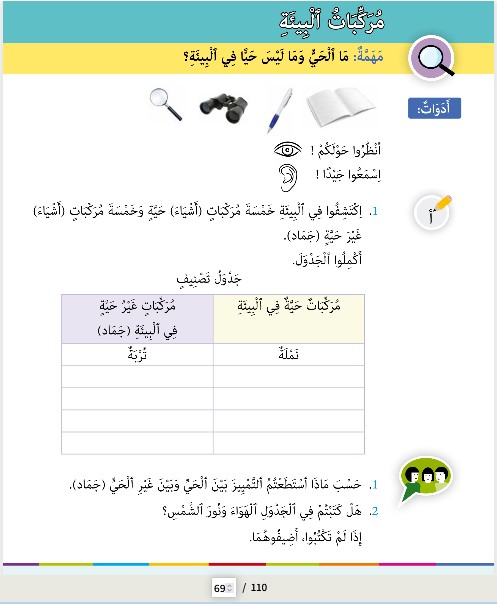 مُرَكِّبَاتُ ٱلْبِيئَةِ
مَهَمَّةٌ: مَا ٱلْحَيُّ وَمَا لَيْسَ حَيًّا فِي ٱلْبِيئَةِ؟
أَدَوَاتٌ:
اُنْظُرُوا حَوْلَكُمْ !
اِسْمَعُوا جَيِّدًا !
أ
1. اِكْتَشِفُوا فِي ٱلْبِيئَةِ خَمْسَةَ مُرَكِّبَاتٍ (أَشْيَاءَ) حَيَّةٍ وَخَمْسَةَ مُرَكِّبَاتٍ (أَشْيَاءَ)
غَيْرَ حَيَّةٍ (جَمَاد).
أَكْمِلُوا ٱلْجَدْوَلَ.
جَدْوَلُ تَصْنِيفٍ
مُرَكِّبَاتٌ حَيَّةٌ فِي ٱلْبِيئَةِ
مُرَكِّبَاتٍ غَيْرُ حَيَّةٍ
فِي ٱلْبِيئَةِ (جَمَاد)
نَمْلَةٌ
تُرْبَةٌ
1. حَسْبَ مَاذَا ٱسْتَطَعْتُمُ ٱلتَّمْيِيزَ بَيْنَ ٱلْحَيِّ وَبَيْنَ غَيْرِ ٱلْحَيِّ (جَمَاد).
2. هَلْ كَتَبْتُمْ فِي ٱلْجَدْوَلِ ٱلْهَوَاءَ وَنُورَ ٱلشَّمْسِ؟
إِذَا لَمْ تَكْتُبُوا، أَضِيفُوهُمَا.
69 / 110